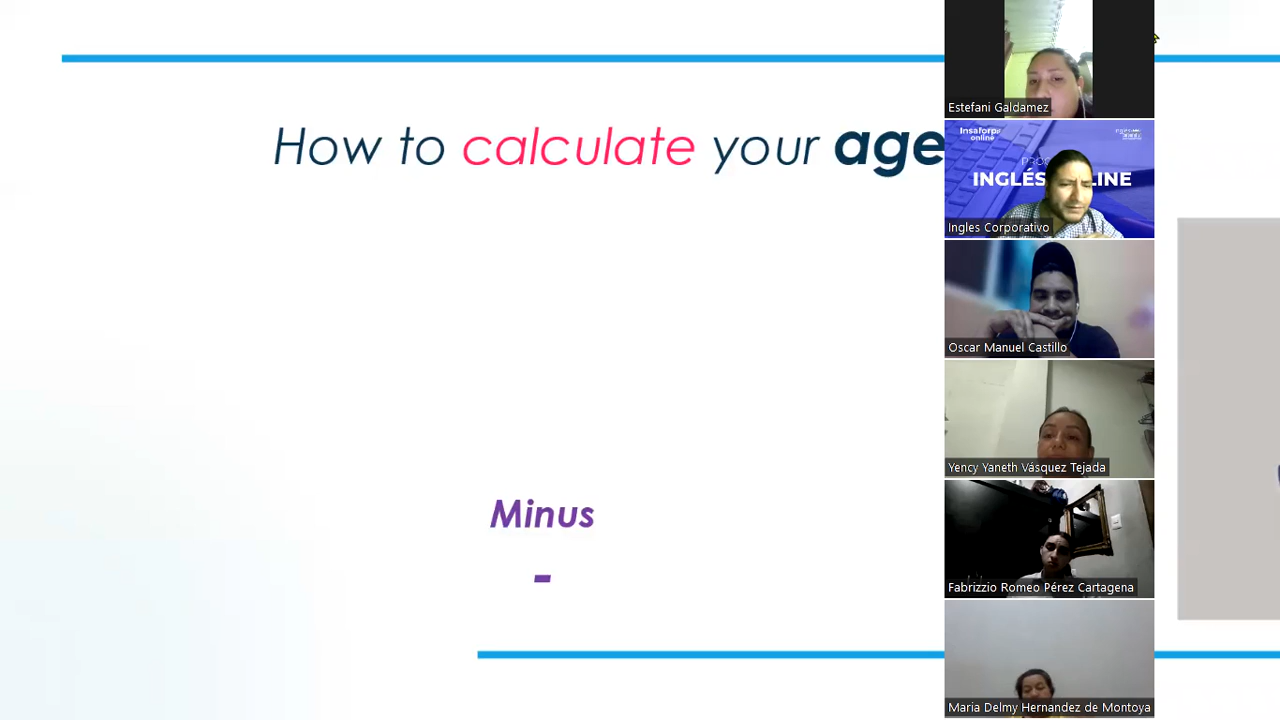 How to calculate your age
Minus
-
Estefani Galdamez
Insaforp
online
INGLÉS
LINE
Ingles Corporativo
Oscar Manuel Castillo
Yency Yaneth Vásquez Tejada
Fabrizzio Romeo Pérez Cartagena
Maria Delmy Hernandez de Montoya